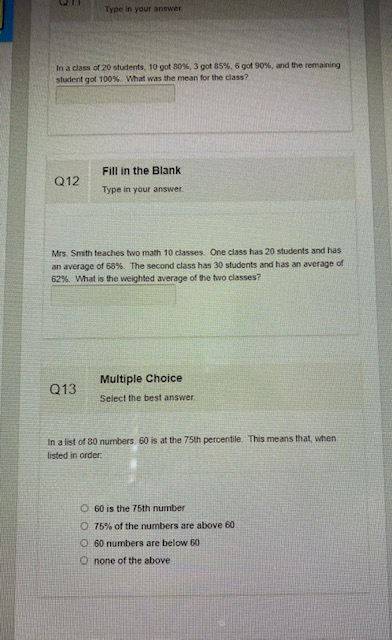 Q11
Type in your answer.
In a class of 20 students, 10 got 80%, 3 got 85%, 6 got 90%, and the remaining
student got 100%. What was the mean for the class?
Fill in the Blank
Q12
Type in your answer.
Mrs. Smith teaches two math 10 classes. One class has 20 students and has
an average of 68%. The second class has 30 students and has an average of
62%. What is the weighted average of the two classes?
Multiple Choice
Q13
Select the best answer.
In a list of 80 numbers, 60 is at the 75th percentile. This means that, when
listed in order:
60 is the 75th number
75% of the numbers are above 60
60 numbers are below 60
none of the above